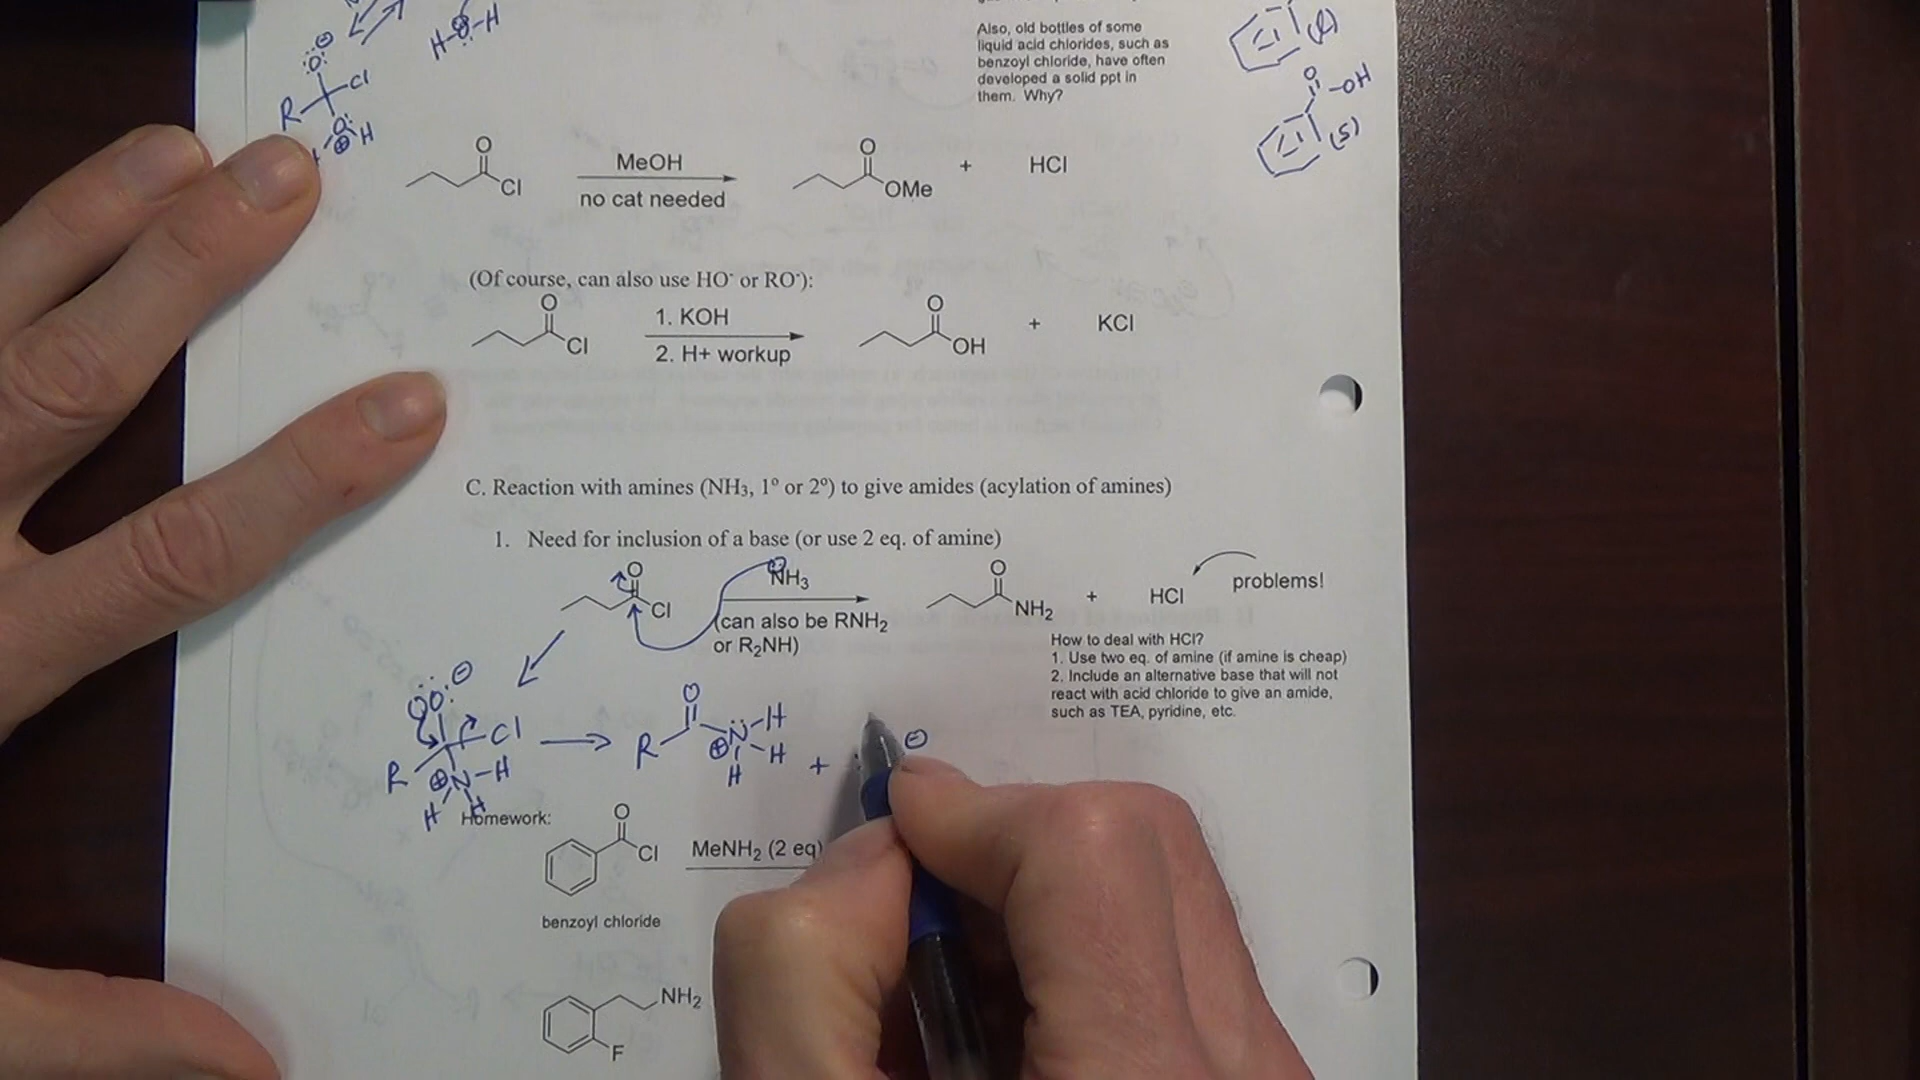 Also, old bottles of some
liquid acid chlorides, such as
benzoyl chloride, have often
developed a solid ppt in
them. Why?
H-O-H
O
R Cl
O H
(l)
O
-OH
(s)
O
Cl
MeOH
no cat needed
O
OMe
+
HCl
(Of course, can also use HO⁻ or RO⁻):
O
Cl
1. KOH
2. H+ workup
O
OH
+
KCl
C. Reaction with amines (NH₃, 1º or 2º) to give amides (acylation of amines)
1. Need for inclusion of a base (or use 2 eq. of amine)
O
Cl
NH₃
(can also be RNH₂
or R₂NH)
O
NH₂
+
HCl
problems!
How to deal with HCl?
1. Use two eq. of amine (if amine is cheap)
2. Include an alternative base that will not
react with acid chloride to give an amide,
such as TEA, pyridine, etc.
O
Cl
R
⊕N-H
H H
O
R
⊕N-H
-H
H
+
⊖
Homework:
O
Cl
MeNH₂ (2 eq)
benzoyl chloride
NH₂
F